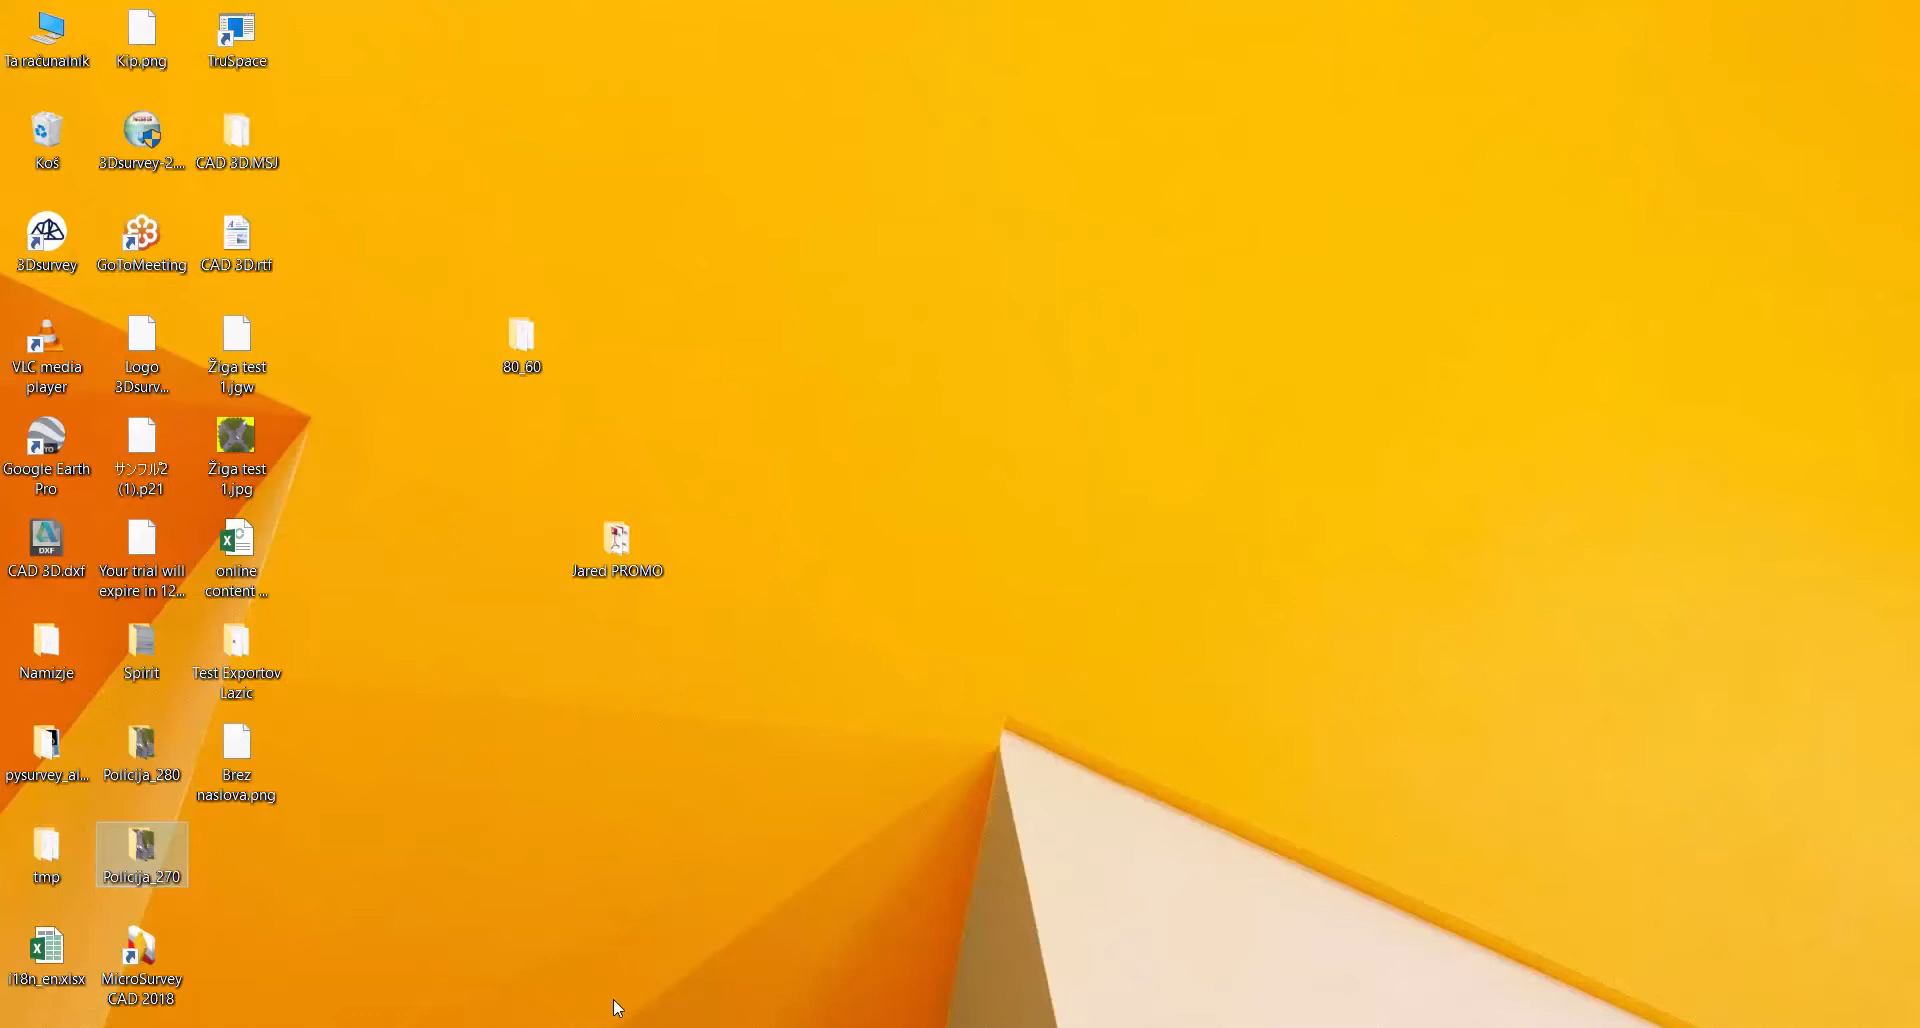 Ta računalnik
Kip.png
TruSpace
Koš
3Dsurvey-2....
CAD 3D.MSJ
3Dsurvey
GoToMeeting
CAD 3D.rtf
VLC media
player
Logo
3Dsurv...
Žiga test
1.jgw
80_60
Google Earth
Pro
サンプル2
(1).p21
Žiga test
1.jpg
CAD 3D.dxf
Your trial will
expire in 12...
online
content ...
Jared PROMO
Namizje
Spirit
Test Exportov
Lazic
pysurvey_ai...
Policija_280
Brez
naslova.png
tmp
Policija_270
i18n_en.xlsx
MicroSurvey
CAD 2018